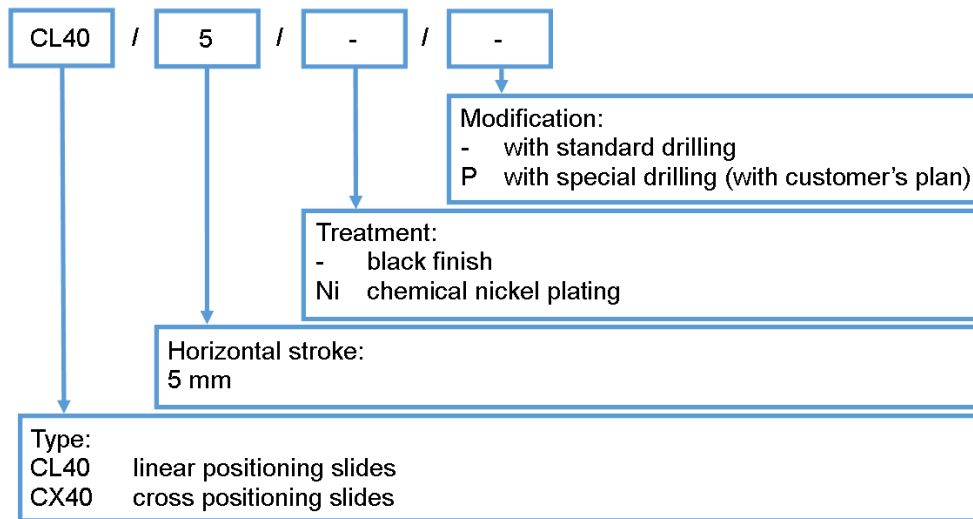 CL40 / 5 / - / -
Modification:
- with standard drilling
P with special drilling (with customer's plan)
Treatment:
- black finish
Ni chemical nickel plating
Horizontal stroke:
5 mm
Type:
CL40 linear positioning slides
CX40 cross positioning slides